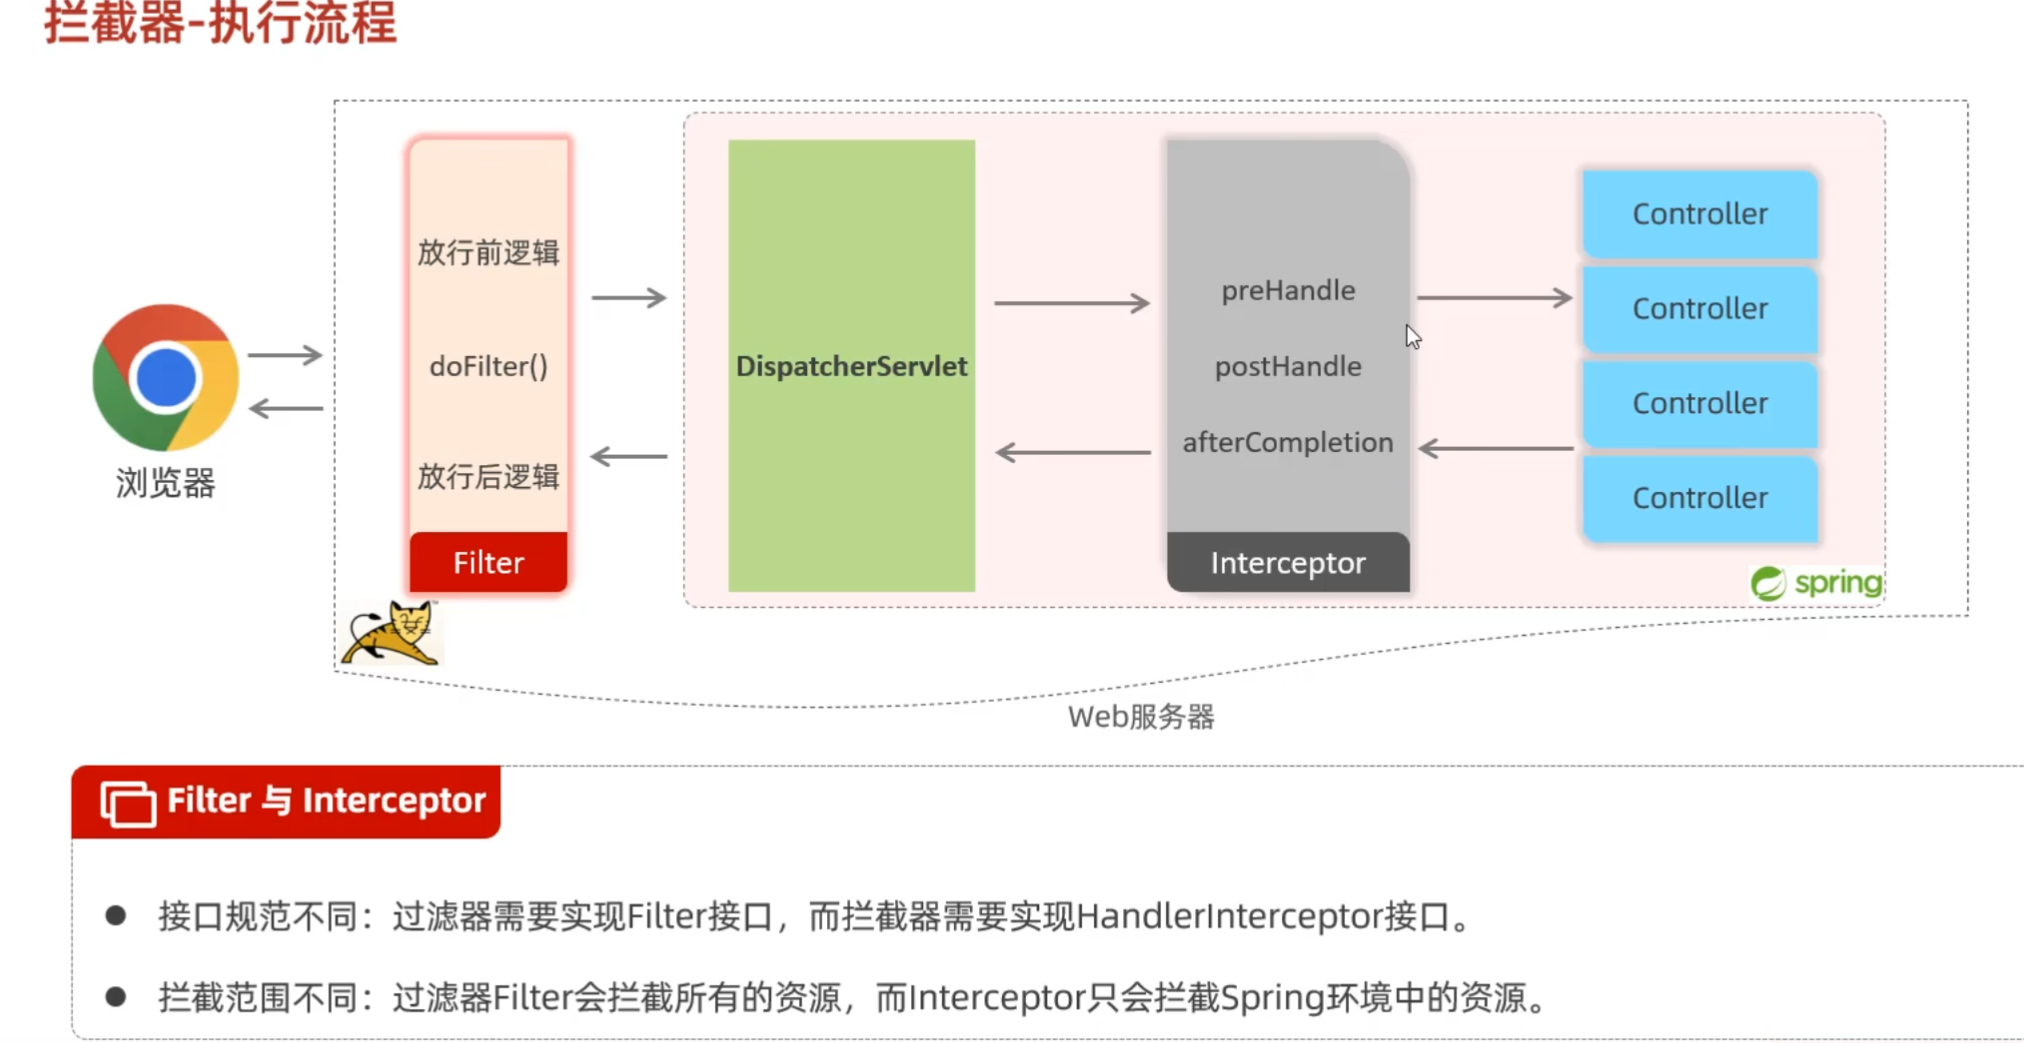 拦截器-执行流程
浏览器
放行前逻辑
doFilter()
放行后逻辑
Filter
DispatcherServlet
preHandle
postHandle
afterCompletion
Interceptor
Controller
Controller
Controller
Controller
spring
Web服务器
Filter 与 Interceptor
接口规范不同：过滤器需要实现Filter接口，而拦截器需要实现HandlerInterceptor接口。
拦截范围不同：过滤器Filter会拦截所有的资源，而Interceptor只会拦截Spring环境中的资源。